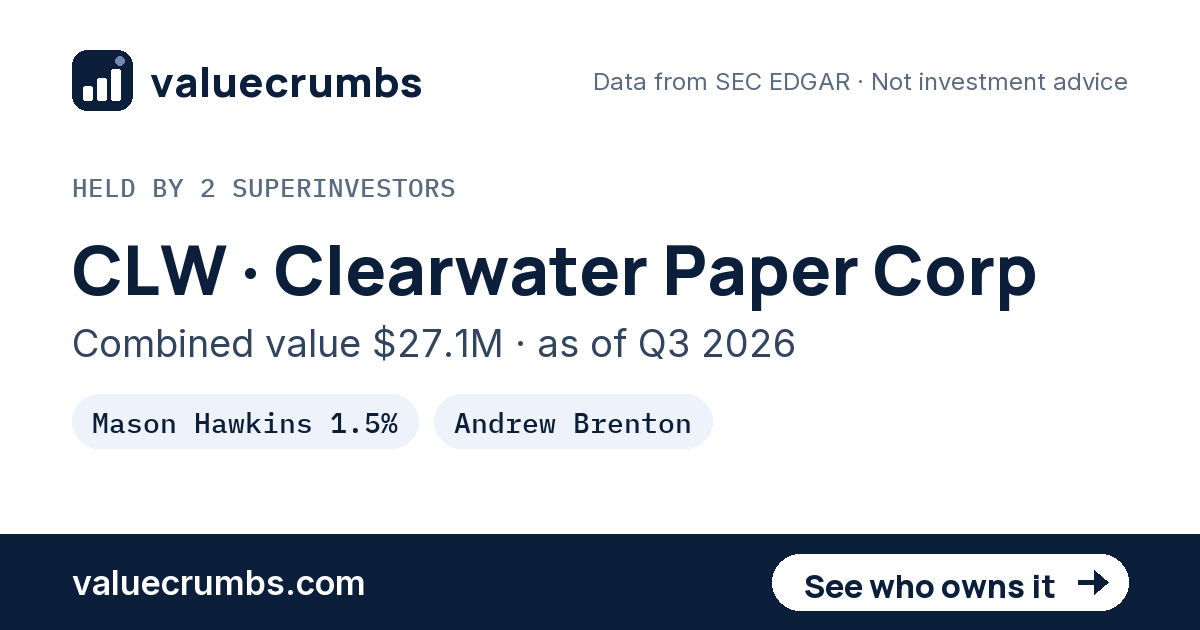 valuecrumbs
Data from SEC EDGAR · Not investment advice
HELD BY 2 SUPERINVESTORS
CLW · Clearwater Paper Corp
Combined value $27.1M · as of Q3 2026
Mason Hawkins 1.5%
Andrew Brenton
valuecrumbs.com
See who owns it →